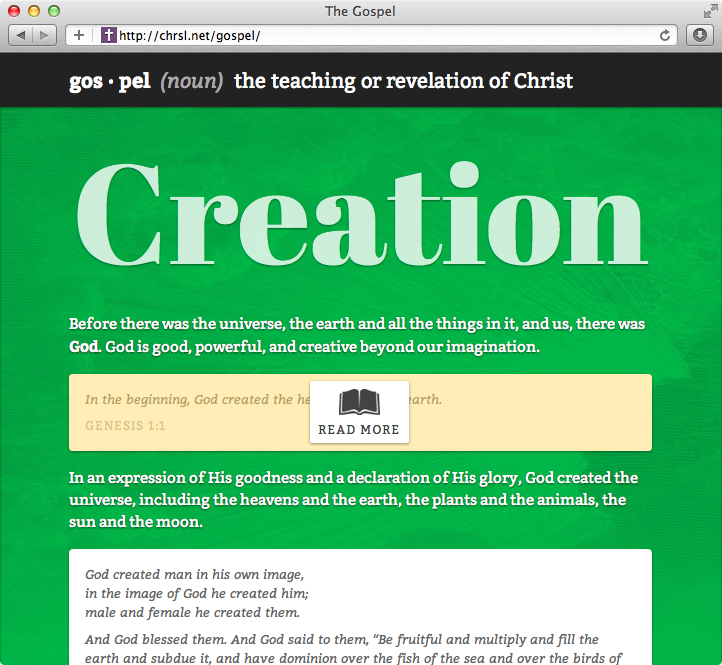 The Gospel
http://chrsl.net/gospel/
gos • pel (noun) the teaching or revelation of Christ
Creation
Before there was the universe, the earth and all the things in it, and us, there was
God. God is good, powerful, and creative beyond our imagination.
In the beginning, God created the he earth.
READ MORE
GENESIS 1:1
In an expression of His goodness and a declaration of His glory, God created the
universe, including the heavens and the earth, the plants and the animals, the
sun and the moon.
God created man in his own image,
in the image of God he created him;
male and female he created them.
And God blessed them. And God said to them, “Be fruitful and multiply and fill the
earth and subdue it, and have dominion over the fish of the sea and over the birds of